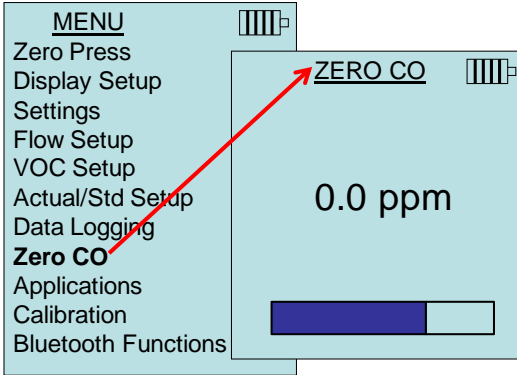 MENU
Zero Press
Display Setup
Settings
Flow Setup
VOC Setup
Actual/Std Setup
Data Logging
Zero CO
Applications
Calibration
Bluetooth Functions
ZERO CO
0.0 ppm